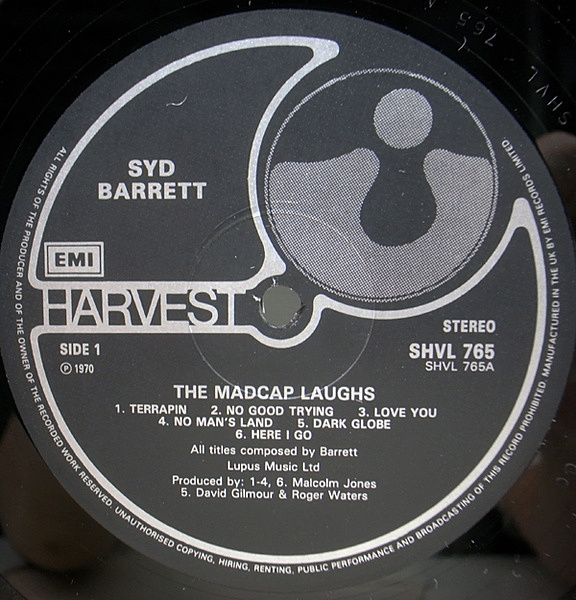 SHVL - 765
SHVL
SYD
BARRETT
EMI
HARVEST
STEREO
SIDE 1
SHVL 765
Ⓟ 1970
SHVL 765A
THE MADCAP LAUGHS
1. TERRAPIN 2. NO GOOD TRYING 3. LOVE YOU
4. NO MAN'S LAND 5. DARK GLOBE
6. HERE I GO
All titles composed by Barrett
Lupus Music Ltd
Produced by: 1-4, 6. Malcolm Jones
5. David Gilmour & Roger Waters
ALL RIGHTS OF THE PRODUCER AND OF THE OWNER OF THE RECORDED WORK RESERVED. UNAUTHORISED COPYING, HIRING, RENTING, PUBLIC PERFORMANCE AND BROADCASTING OF THIS RECORD PROHIBITED. MANUFACTURED IN THE UK BY EMI RECORDS LIMITED.